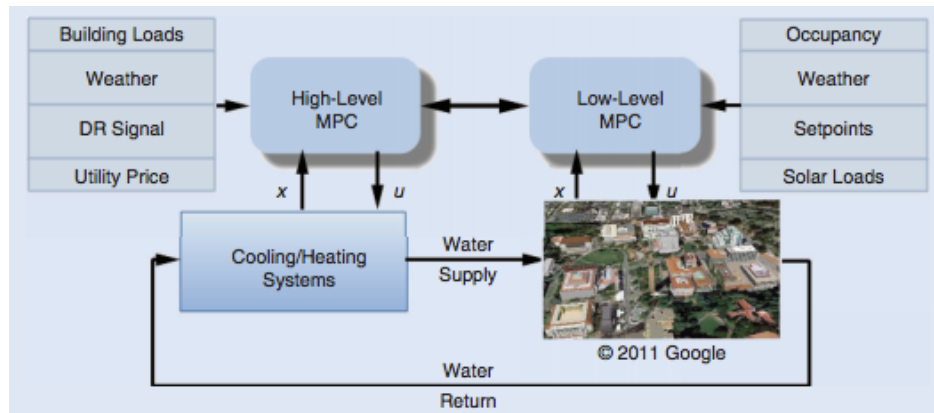 Building Loads
Weather
DR Signal
Utility Price
High-Level
MPC
Low-Level
MPC
Occupancy
Weather
Setpoints
Solar Loads
x
u
x
u
Cooling/Heating
Systems
Water
Supply
© 2011 Google
Water
Return